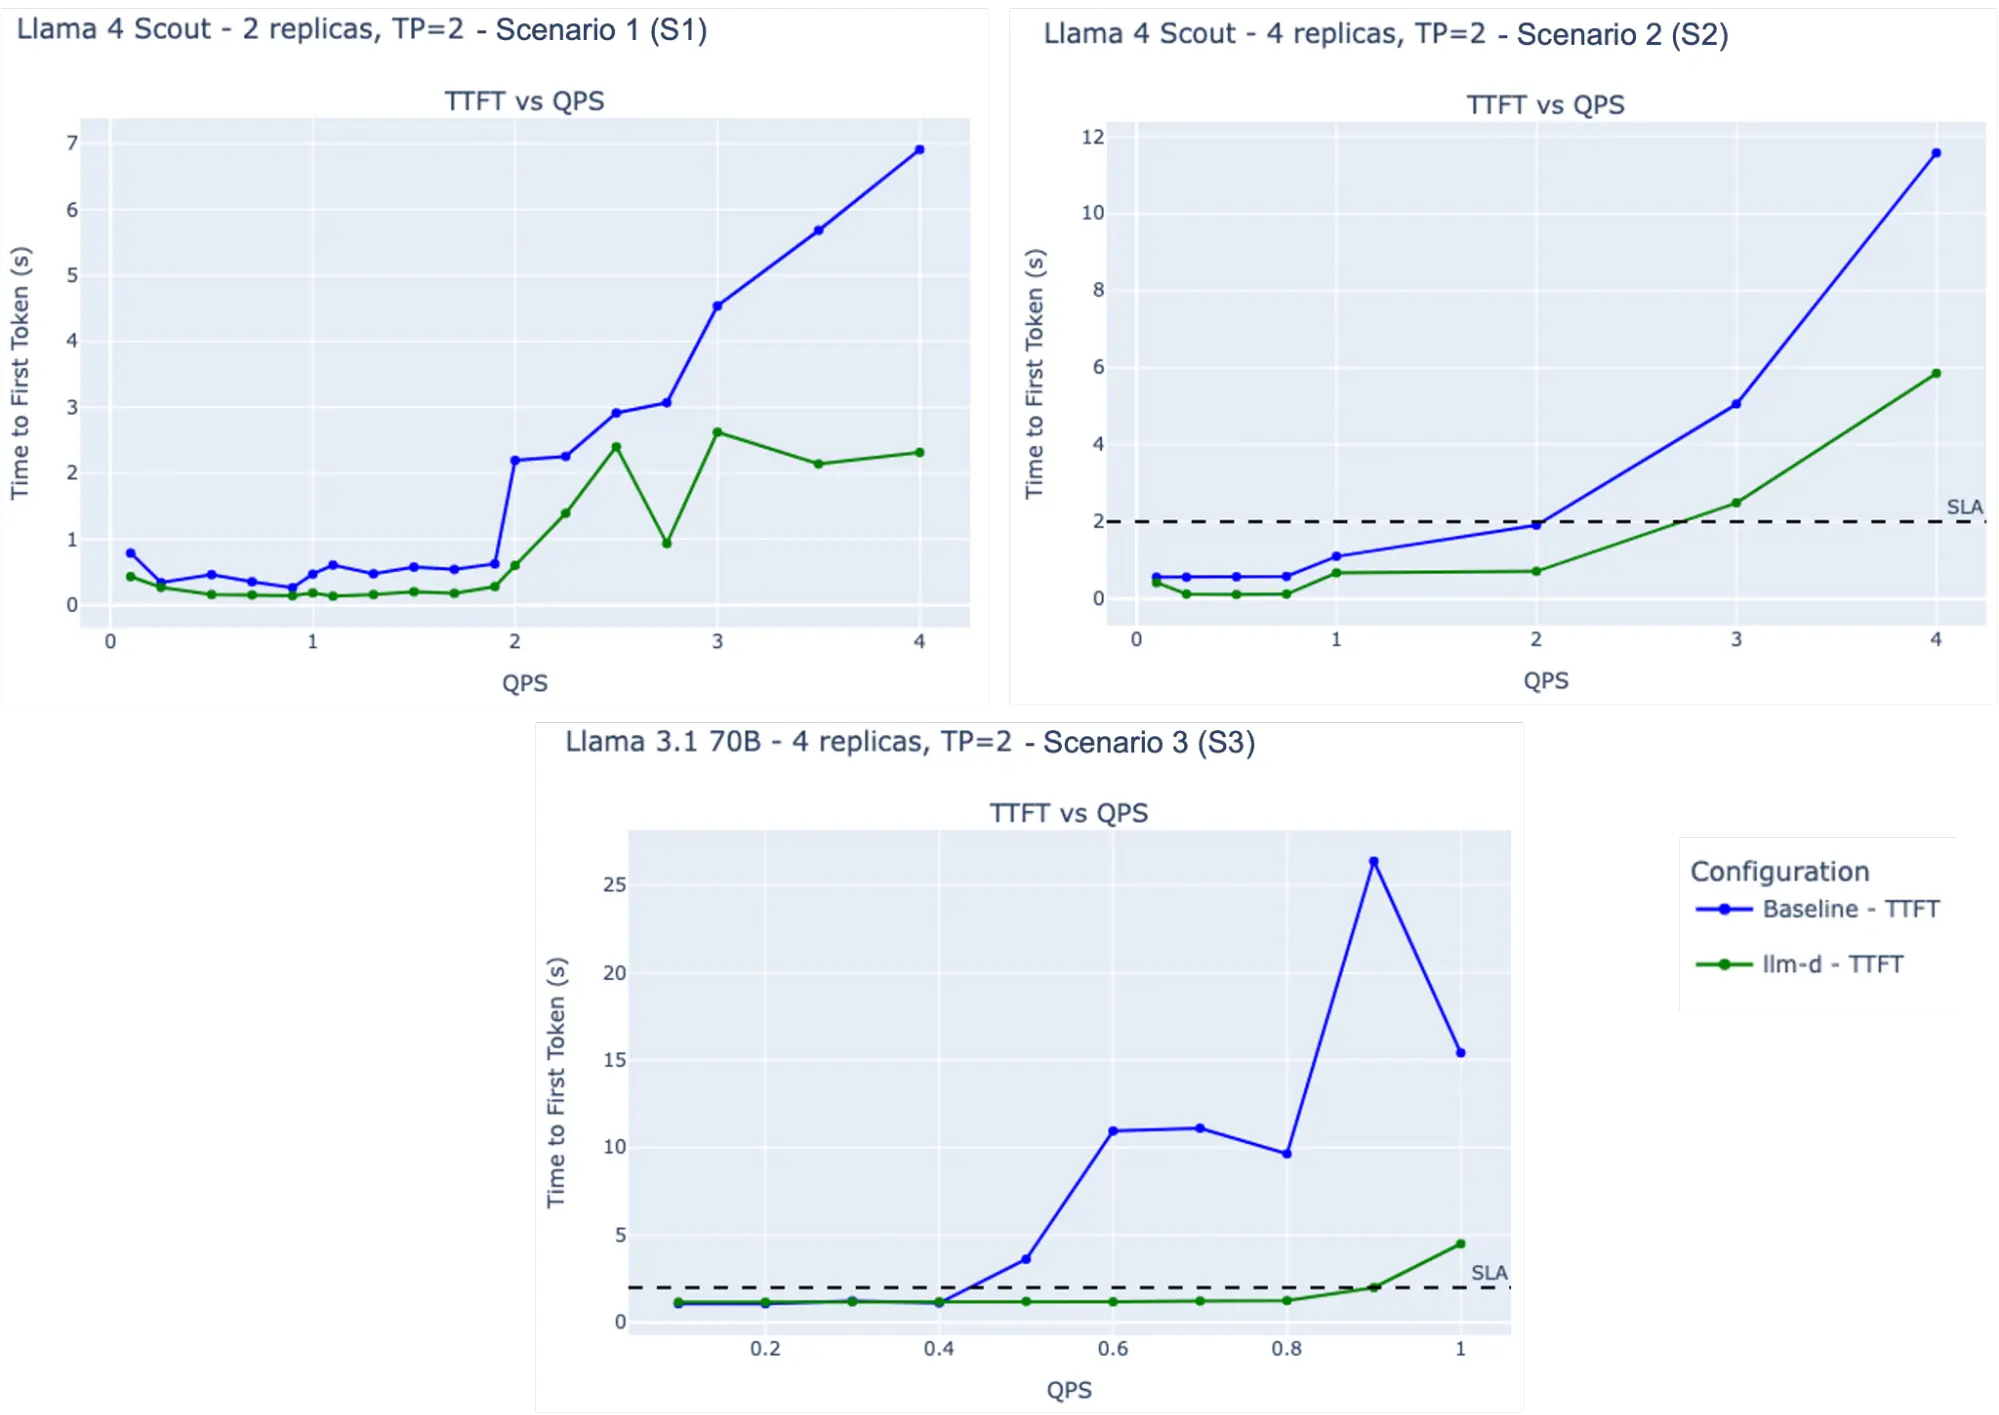 Llama 4 Scout - 2 replicas, TP=2 - Scenario 1 (S1)
TTFT vs QPS
Time to First Token (s)
7
6
5
4
3
2
1
0
0 1 2 3 4
QPS
Llama 4 Scout - 4 replicas, TP=2 - Scenario 2 (S2)
TTFT vs QPS
Time to First Token (s)
12
10
8
6
4
2
0
SLA
0 1 2 3 4
QPS
Llama 3.1 70B - 4 replicas, TP=2 - Scenario 3 (S3)
TTFT vs QPS
Time to First Token (s)
25
20
15
10
5
0
SLA
0.2 0.4 0.6 0.8 1
QPS
Configuration
Baseline - TTFT
llm-d - TTFT